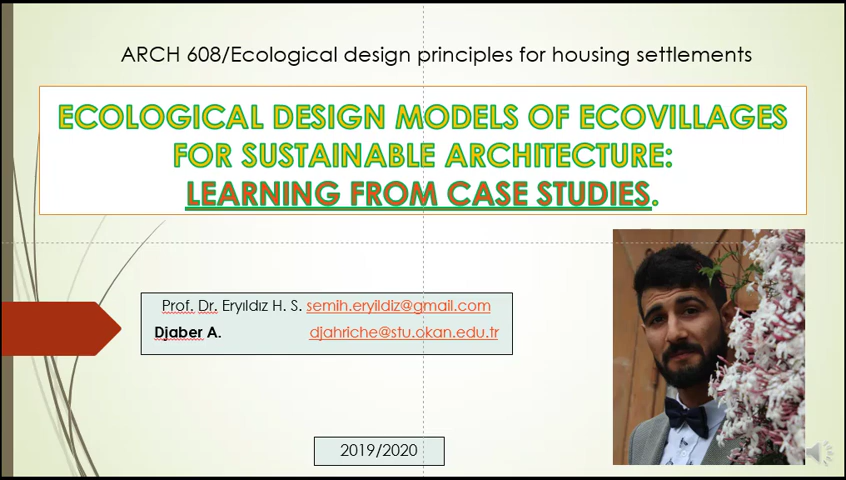 ARCH 608/Ecological design principles for housing settlements
ECOLOGICAL DESIGN MODELS OF ECOVILLAGES
FOR SUSTAINABLE ARCHITECTURE:
LEARNING FROM CASE STUDIES.
Prof. Dr. Eryıldız H. S. semih.eryildiz@gmail.com
Djaber A. djahriche@stu.okan.edu.tr
2019/2020